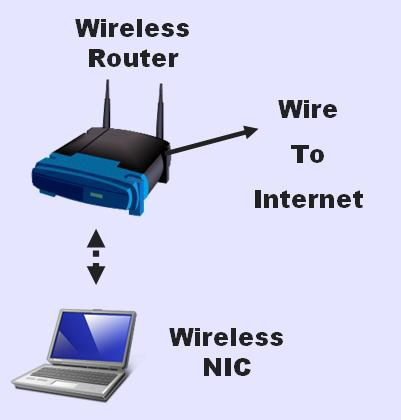 Wireless
Router
Wire
To
Internet
Wireless
NIC